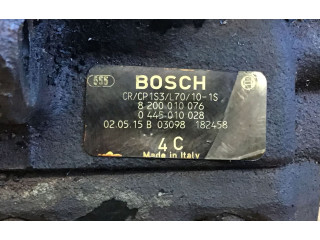 555 BOSCH
CR/CP1S3/L70/10-1S
8 200 010 076
0 445 010 028
02.05.15 B 03098 182458
4 C
Made in Italy